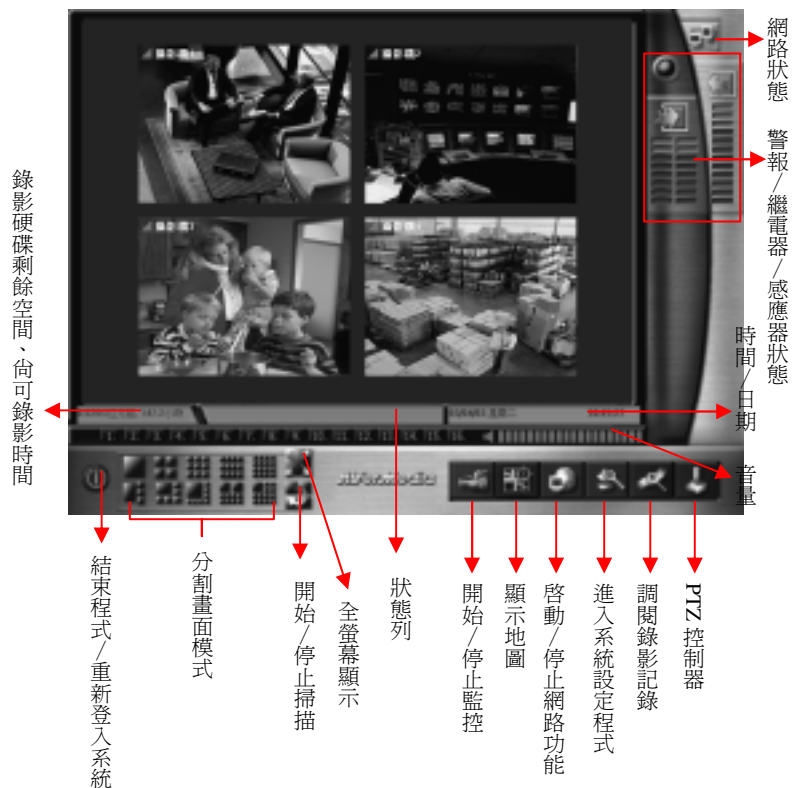 網路狀態
警報/繼電器/感應器狀態
時間/日期
音量
錄影硬碟剩餘空間、尙可錄影時間
AVerMedia
結束程式/重新登入系統
分割畫面模式
開始/停止掃描
全螢幕顯示
狀態列
開始/停止監控
顯示地圖
啓動/停止網路功能
進入系統設定程式
調閱錄影記錄
PTZ 控制器